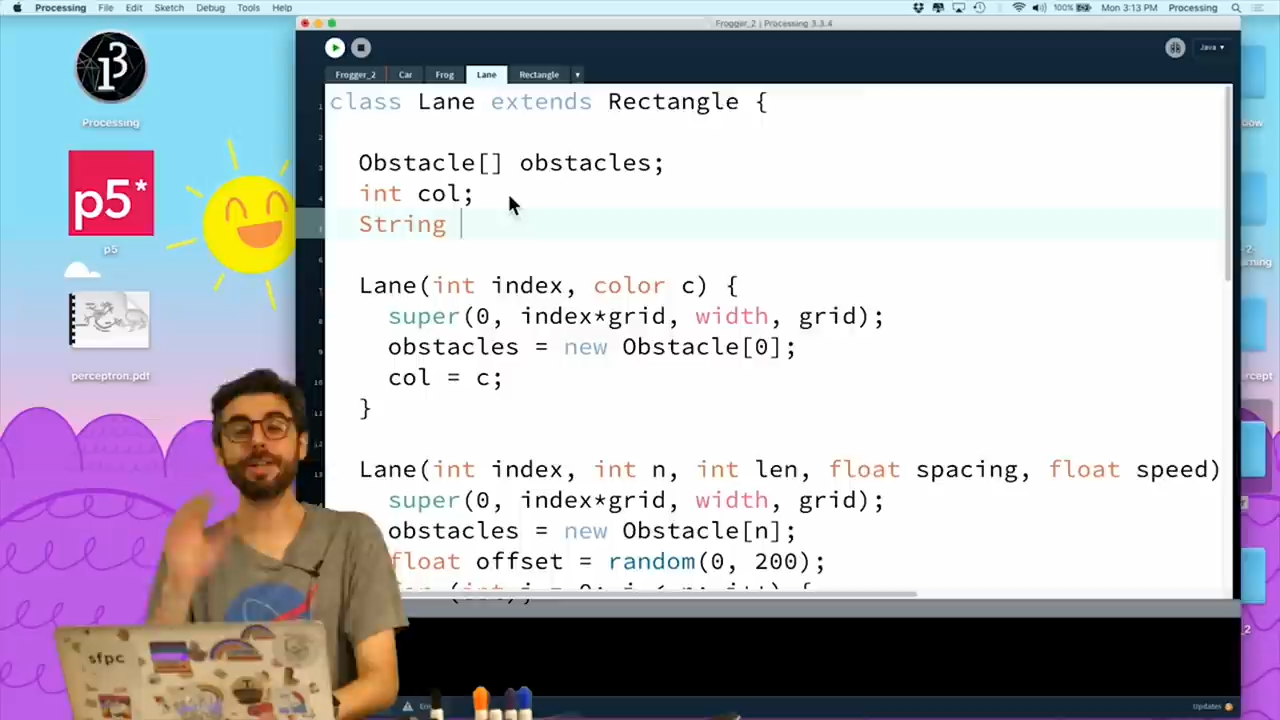 Processing File Edit Sketch Debug Tools Help
100% Mon 3:13 PM Processing
Frogger_2 | Processing 3.3.4
Java
Frogger_2 Car Frog Lane Rectangle
class Lane extends Rectangle {
Obstacle[] obstacles;
int col;
String
Lane(int index, color c) {
super(0, index*grid, width, grid);
obstacles = new Obstacle[0];
col = c;
}
Lane(int index, int n, int len, float spacing, float speed)
super(0, index*grid, width, grid);
obstacles = new Obstacle[n];
float offset = random(0, 200);
Updates
Processing
p5*
p5
perceptron.pdf
sfpc